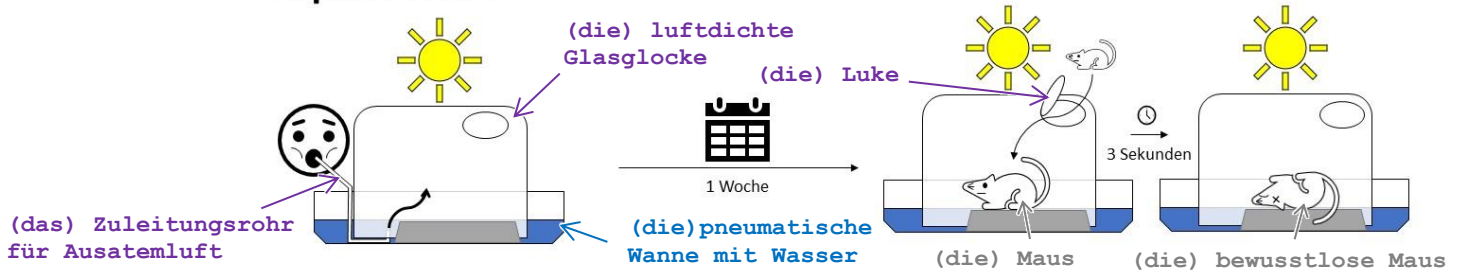 (die) luftdichte
Glasglocke
(die) Luke
3 Sekunden
1 Woche
(das) Zuleitungsrohr
für Ausatemluft
(die)pneumatische
Wanne mit Wasser
(die) Maus
(die) bewusstlose Maus